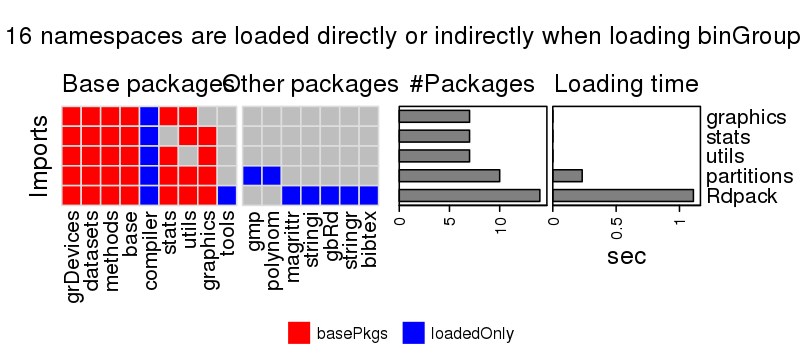 16 namespaces are loaded directly or indirectly when loading binGroup
Base packages
Other packages
#Packages
Loading time
Imports
graphics
stats
utils
partitions
Rdpack
grDevices
datasets
methods
base
compiler
stats
utils
graphics
tools
gmp
polynom
magrittr
stringi
gbRd
stringr
bibtex
0
5
10
0
0.5
1
sec
basePkgs
loadedOnly